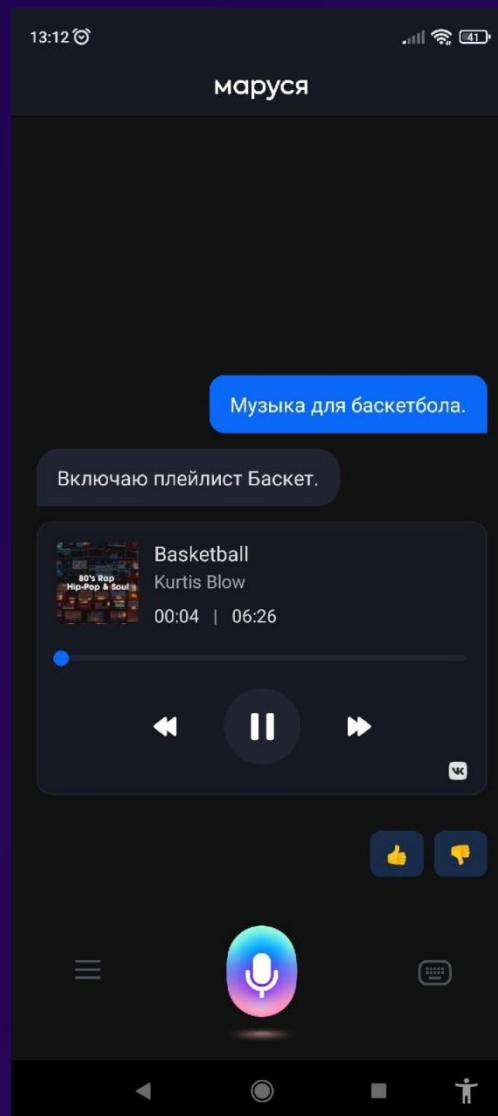 13:12
41
маруся
Музыка для баскетбола.
Включаю плейлист Баскет.
80's Rap
Hip-Pop & Soul
Basketball
Kurtis Blow
00:04 | 06:26